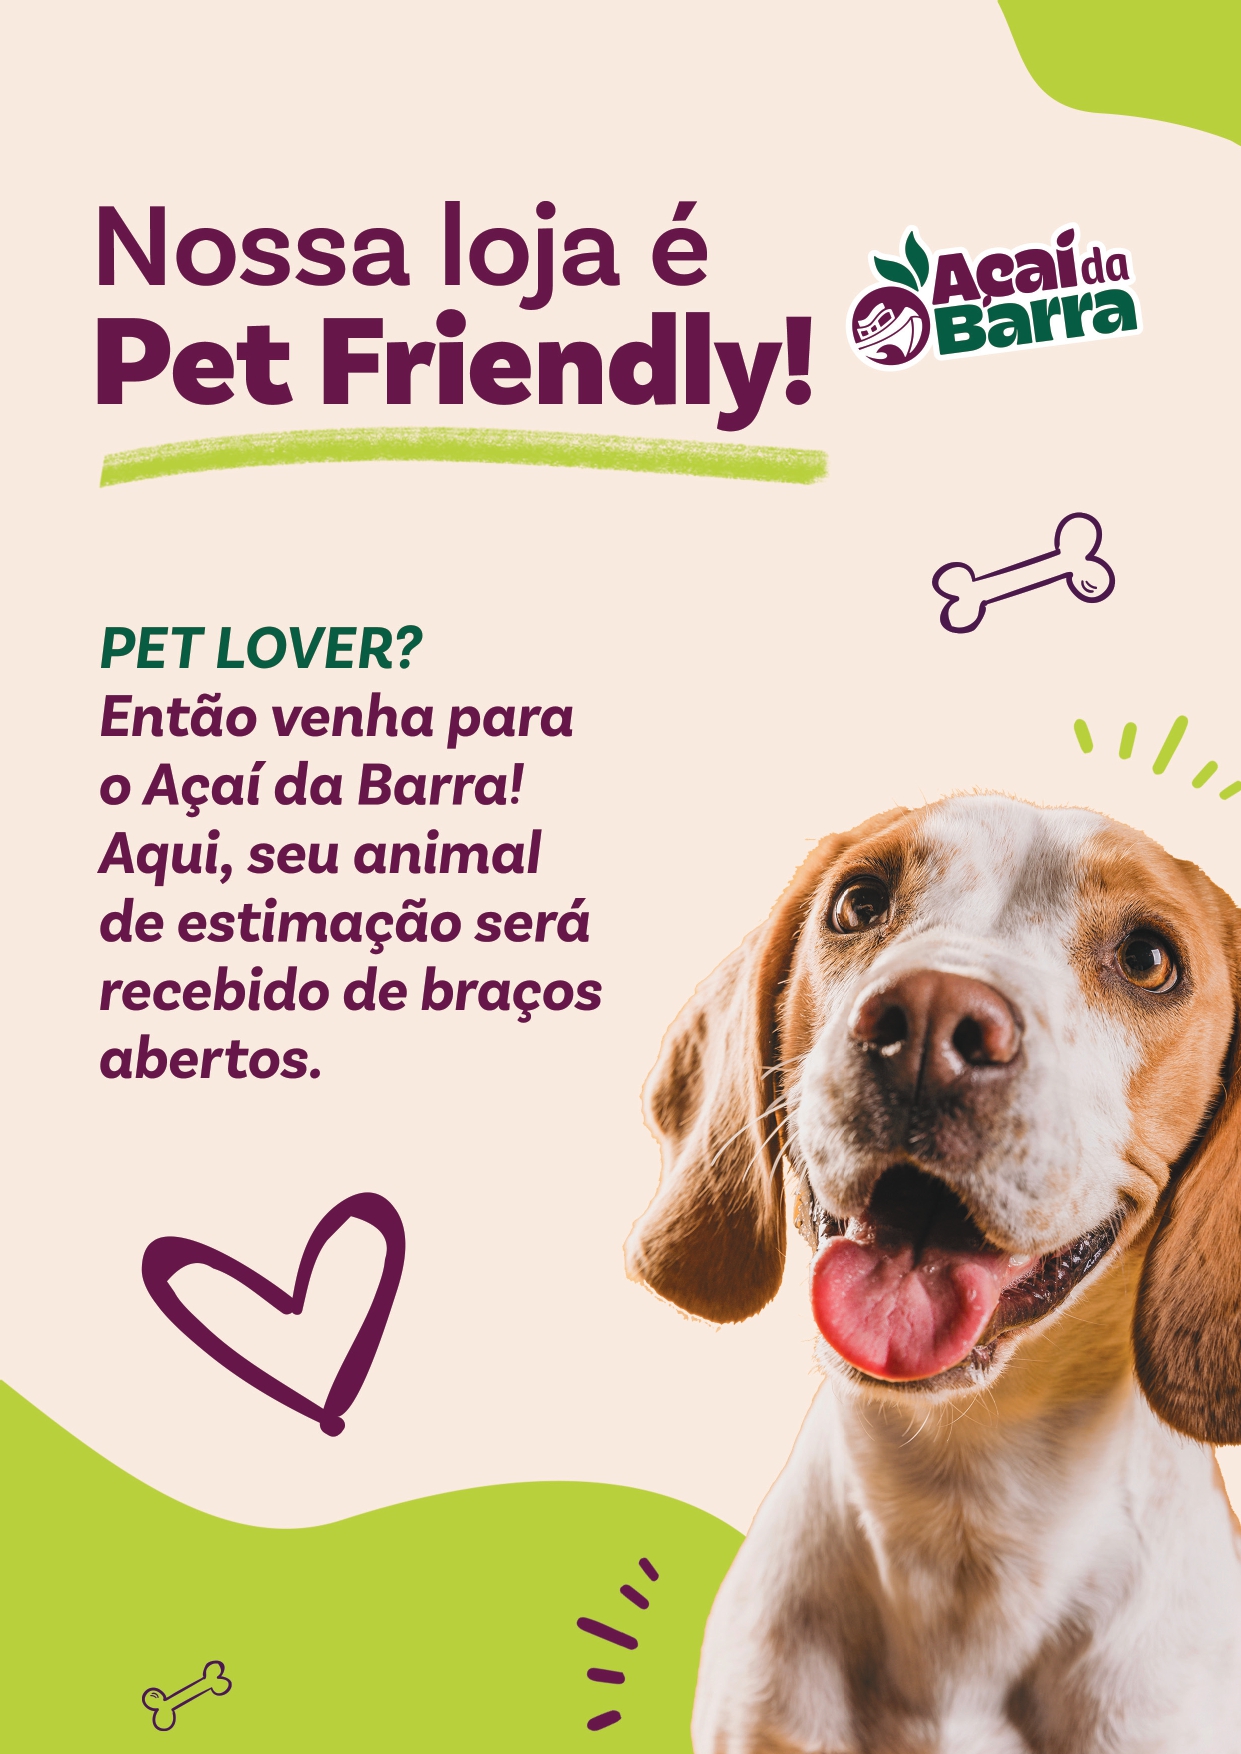 Nossa loja é
Pet Friendly!
Açaí da
Barra
PET LOVER?
Então venha para
o Açaí da Barra!
Aqui, seu animal
de estimação será
recebido de braços
abertos.